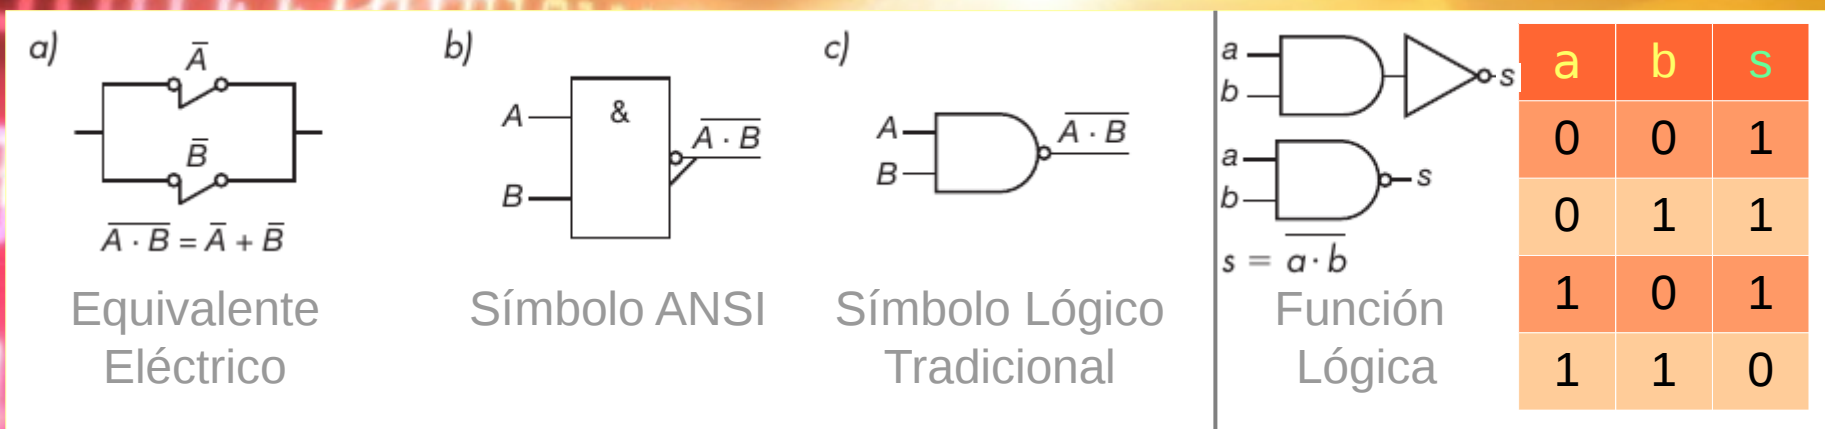 a)
A̅
B̅
A̅ ̅·̅ ̅B̅ = A̅ + B̅
Equivalente
Eléctrico
b)
A
&
A̅ ̅·̅ ̅B̅
B
Símbolo ANSI
c)
A
B
A̅ ̅·̅ ̅B̅
Símbolo Lógico
Tradicional
a
b
s
a
b
s
s = a̅ ̅·̅ ̅b̅
Función
Lógica
a b s
0 0 1
0 1 1
1 0 1
1 1 0